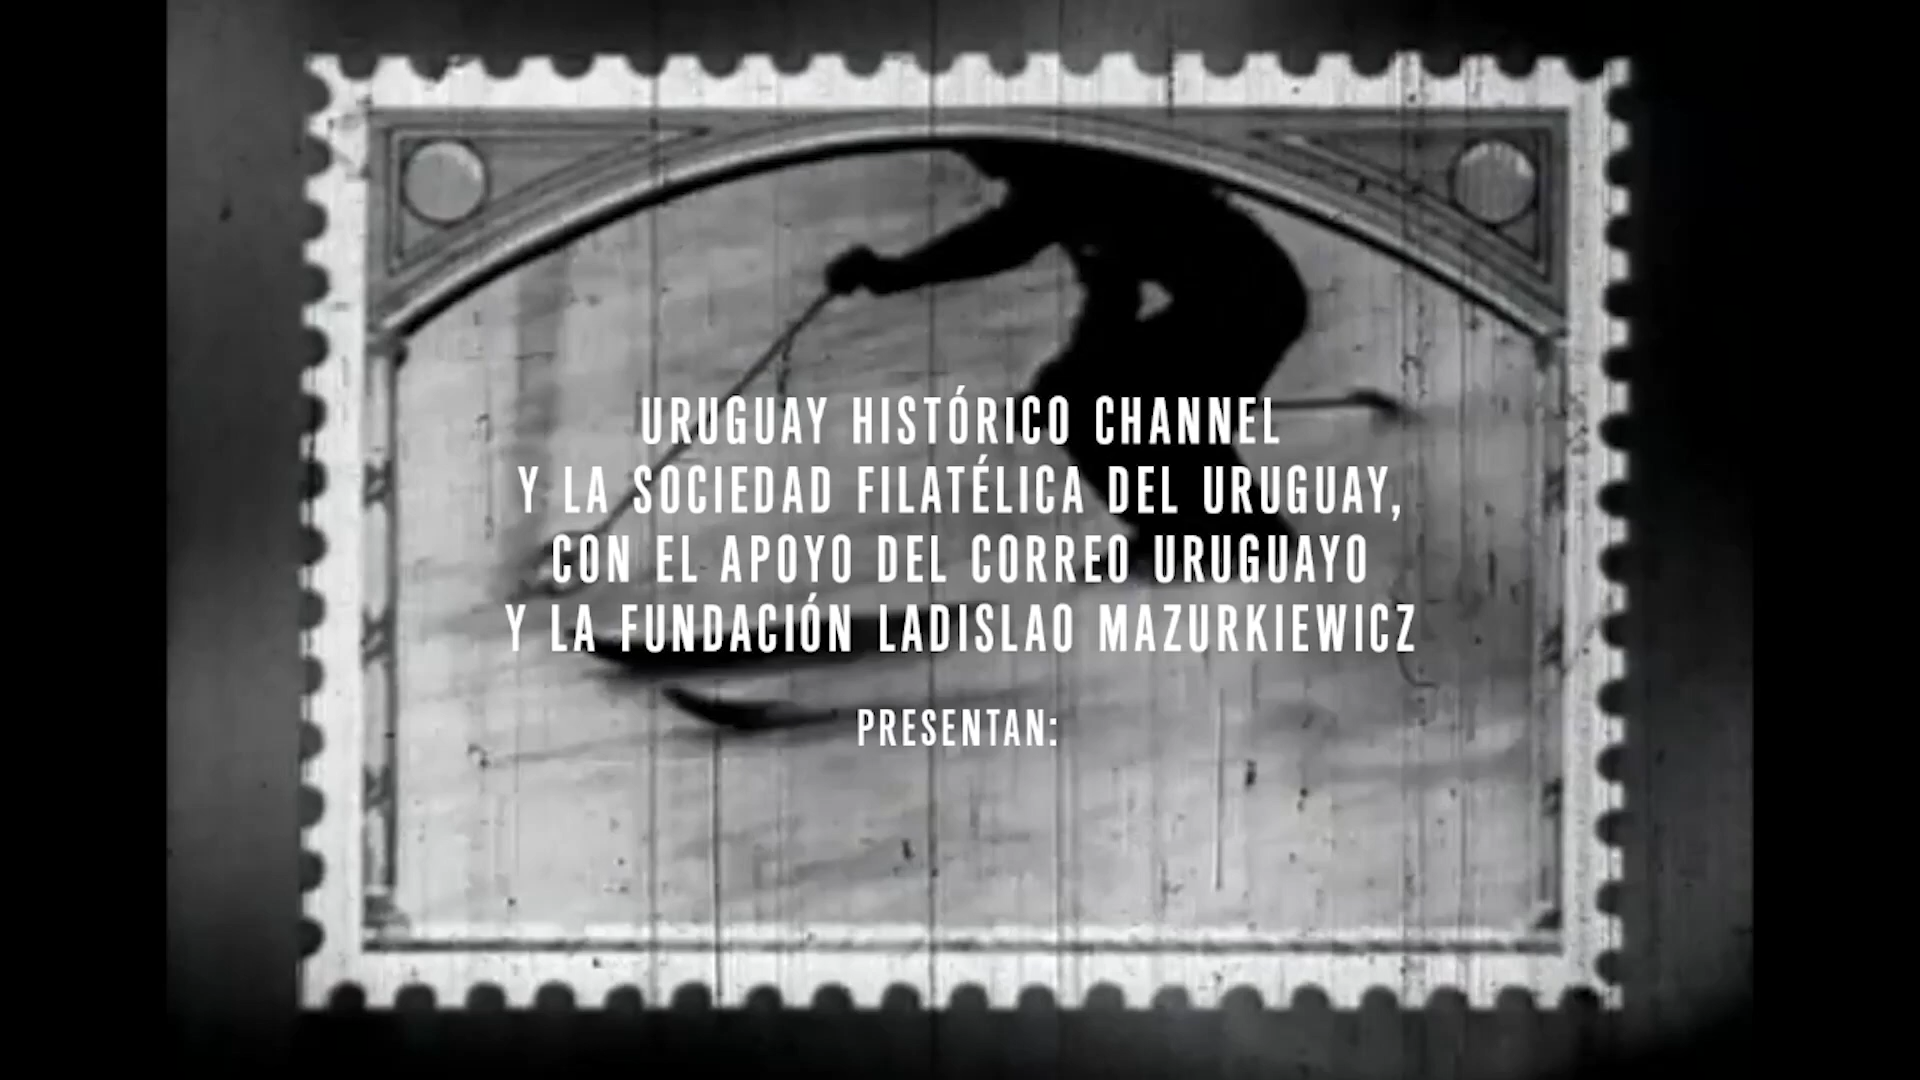 URUGUAY HISTÓRICO CHANNEL
Y LA SOCIEDAD FILATÉLICA DEL URUGUAY,
CON EL APOYO DEL CORREO URUGUAYO
Y LA FUNDACIÓN LADISLAO MAZURKIEWICZ
PRESENTAN: